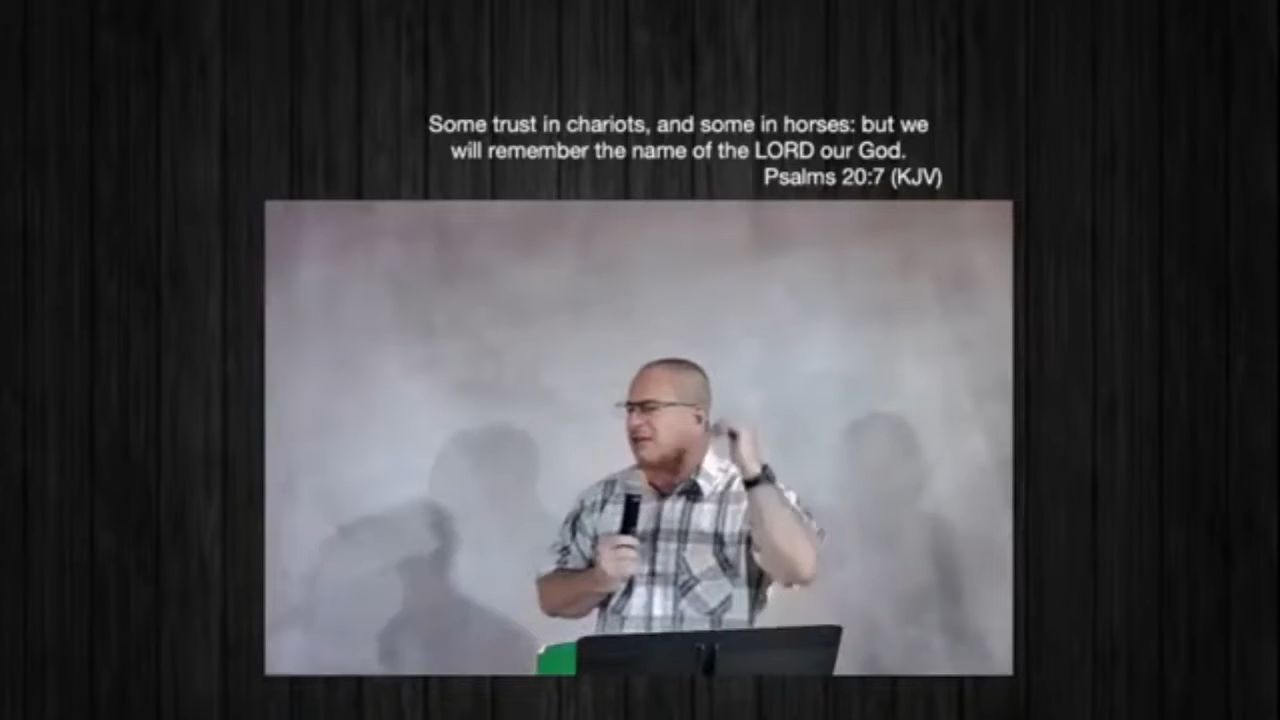 Some trust in chariots, and some in horses: but we
will remember the name of the LORD our God.
Psalms 20:7 (KJV)